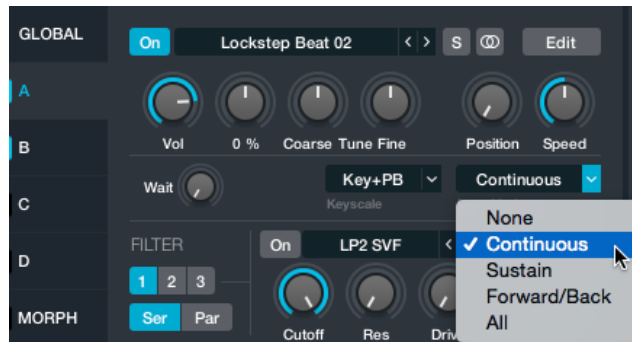 GLOBAL
On Lockstep Beat 02 < > S Edit
A
Vol 0 % Coarse Tune Fine Position Speed
B
Wait Key+PB Continuous
Keyscale
C
None
FILTER On LP2 SVF < ✓ Continuous
D
Sustain
1 2 3
Forward/Back
MORPH Ser Par All
Cutoff Res